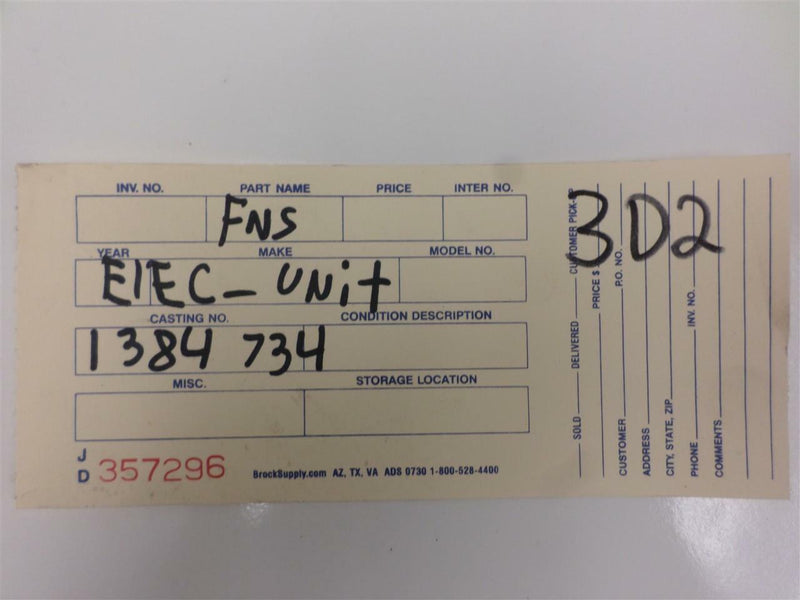 INV. NO. PART NAME PRICE INTER NO.
FNS
YEAR MAKE MODEL NO.
ElEC - UNit
CASTING NO. CONDITION DESCRIPTION
1384 734
MISC. STORAGE LOCATION
J
D 357296 BrockSupply.com AZ, TX, VA ADS 0730 1-800-528-4400
3D2
SOLD DELIVERED CUSTOMER PICK-UP
PRICE $
CUSTOMER P.O. NO.
ADDRESS
CITY, STATE, ZIP
PHONE INV. NO.
COMMENTS